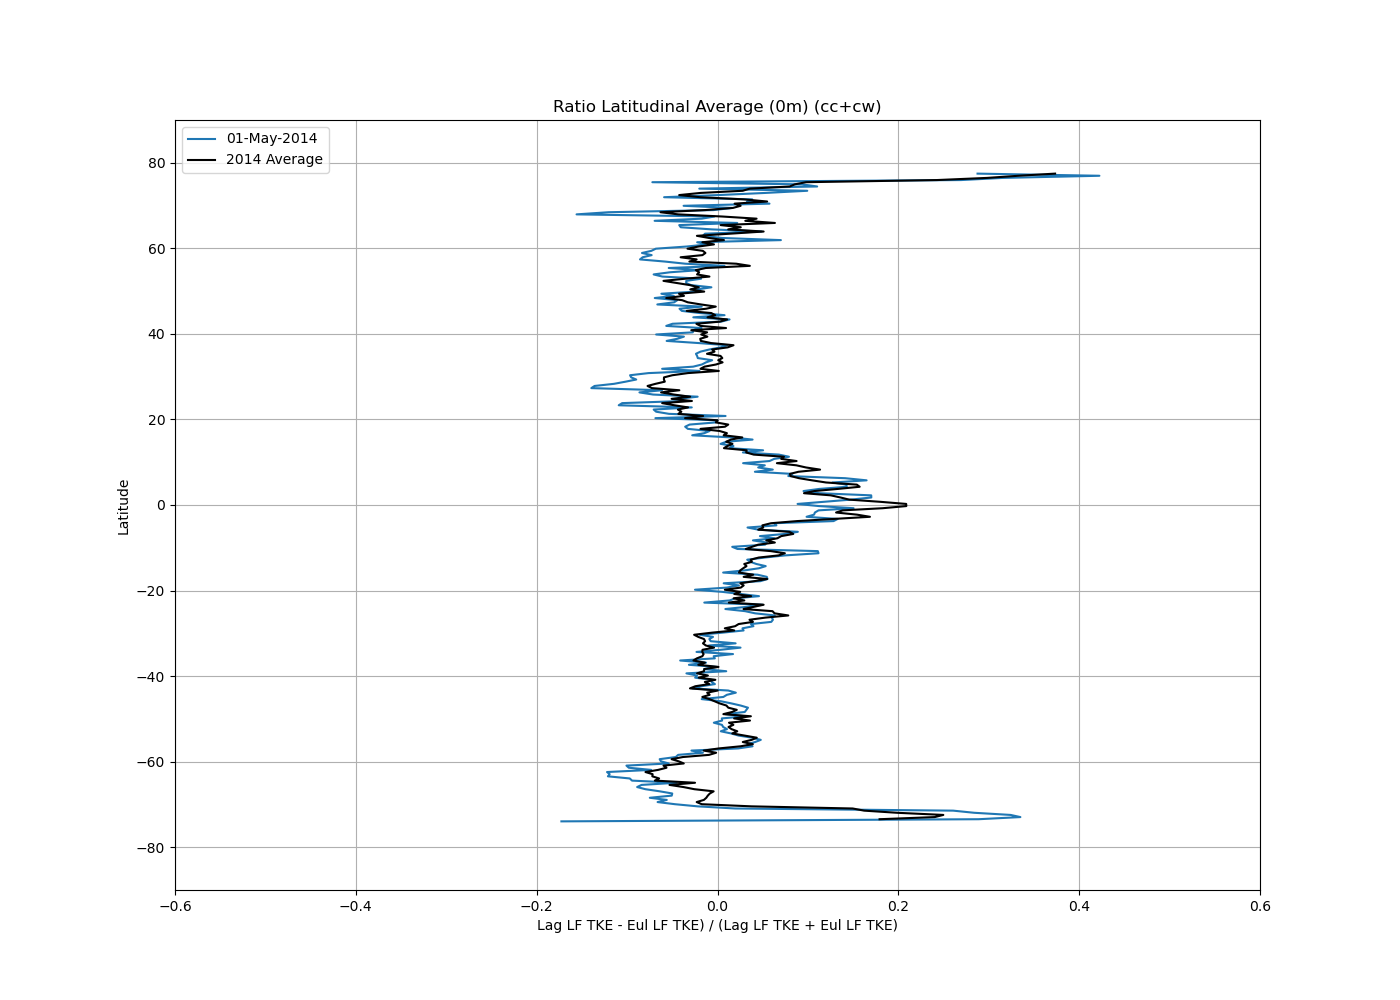 Ratio Latitudinal Average (0m) (cc+cw)
01-May-2014
2014 Average
80
60
40
20
0
−20
−40
−60
−80
Latitude
−0.6 −0.4 −0.2 0.0 0.2 0.4 0.6
Lag LF TKE - Eul LF TKE) / (Lag LF TKE + Eul LF TKE)